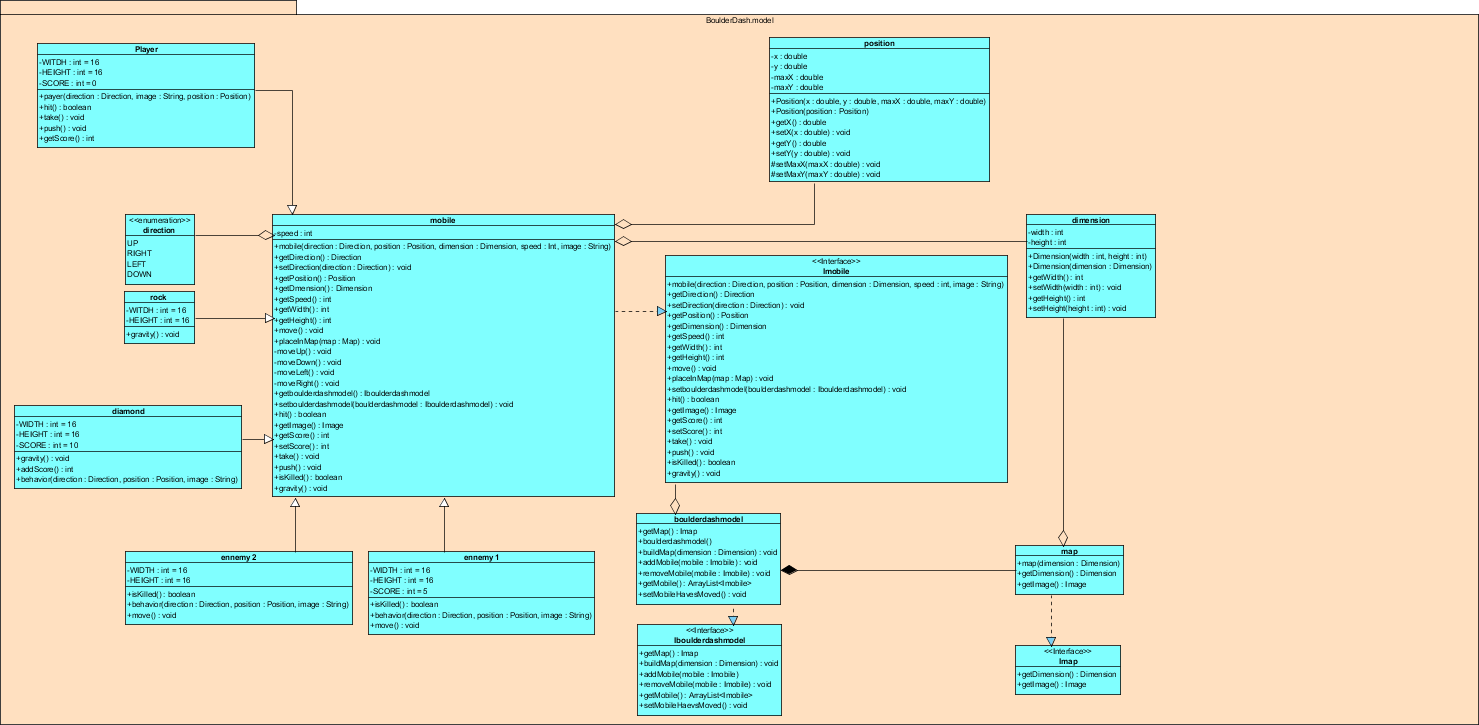 BoulderDash.model
Player
-WITDH : int = 16
-HEIGHT : int = 16
-SCORE : int = 0
+payer(direction : Direction, image : String, position : Position)
+hit() : boolean
+take() : void
+push() : void
+getScore() : int
position
-x : double
-y : double
-maxX : double
-maxY : double
+Position(x : double, y : double, maxX : double, maxY : double)
+Position(position : Position)
+getX() : double
+setX(x : double) : void
+getY() : double
+setY(y : double) : void
#setMaxX(maxX : double) : void
#setMaxY(maxY : double) : void
<<enumeration>>
direction
UP
RIGHT
LEFT
DOWN
rock
-WITDH : int = 16
-HEIGHT : int = 16
+gravity() : void
diamond
-WIDTH : int = 16
-HEIGHT : int = 16
-SCORE : int = 10
+gravity() : void
+addScore() : int
+behavior(direction : Direction, position : Position, image : String)
mobile
-speed : int
+mobile(direction : Direction, position : Position, dimension : Dimension, speed : Int, image : String)
+getDirection() : Direction
+setDirection(direction : Direction) : void
+getPosition() : Position
+getDmension() : Dimension
+getSpeed() : int
+getWidth() : int
+getHeight() : int
+move() : void
+placeInMap(map : Map) : void
-moveUp() : void
-moveDown() : void
-moveLeft() : void
-moveRight() : void
+getboulderdashmodel() : Iboulderdashmodel
+setboulderdashmodel(boulderdashmodel : Iboulderdashmodel) : void
+hit() : boolean
+getImage() : Image
+getScore() : int
+setScore() : int
+take() : void
+push() : void
+isKilled() : boolean
+gravity() : void
<<Interface>>
Imobile
+mobile(direction : Direction, position : Position, dimension : Dimension, speed : int, image : String)
+getDirection() : Direction
+setDirection(direction : Direction) : void
+getPosition() : Position
+getDimension() : Dimension
+getSpeed() : int
+getWidth() : int
+getHeight() : int
+move() : void
+placeInMap(map : Map) : void
+setboulderdashmodel(boulderdashmodel : Iboulderdashmodel) : void
+hit() : boolean
+getImage() : Image
+getScore() : int
+setScore() : int
+take() : void
+push() : void
+isKilled() : boolean
+gravity() : void
dimension
-width : int
-height : int
+Dimension(width : int, height : int)
+Dimension(dimension : Dimension)
+getWidth() : int
+setWidth(width : int) : void
+getHeight() : int
+setHeight(height : int) : void
ennemy 2
-WIDTH : int = 16
-HEIGHT : int = 16
+isKilled() : boolean
+behavior(direction : Direction, position : Position, image : String)
+move() : void
ennemy 1
-WIDTH : int = 16
-HEIGHT : int = 16
-SCORE : int = 5
+isKilled() : boolean
+behavior(direction : Direction, position : Position, image : String)
+move() : void
boulderdashmodel
+getMap() : Imap
+boulderdashmodel()
+buildMap(dimension : Dimension) : void
+addMobile(mobile : Imobile) : void
+removeMobile(mobile : Imobile) : void
+getMobile() : ArrayList<Imobile>
+setMobileHavesMoved() : void
<<Interface>>
Iboulderdashmodel
+getMap() : Imap
+buildMap(dimension : Dimension) : void
+addMobile(mobile : Imobile)
+removeMobile(mobile : Imobile) : void
+getMobile() : ArrayList<Imobile>
+setMobileHaevsMoved() : void
map
+map(dimension : Dimension)
+getDimension() : Dimension
+getImage() : Image
<<Interface>>
Imap
+getDimension() : Dimension
+getImage() : Image